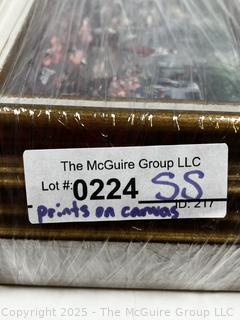 The McGuire Group LLC
Lot #: 0224 SS
ID: 217
prints on canvas
Copyright 2025 - The McGuire Group LLC